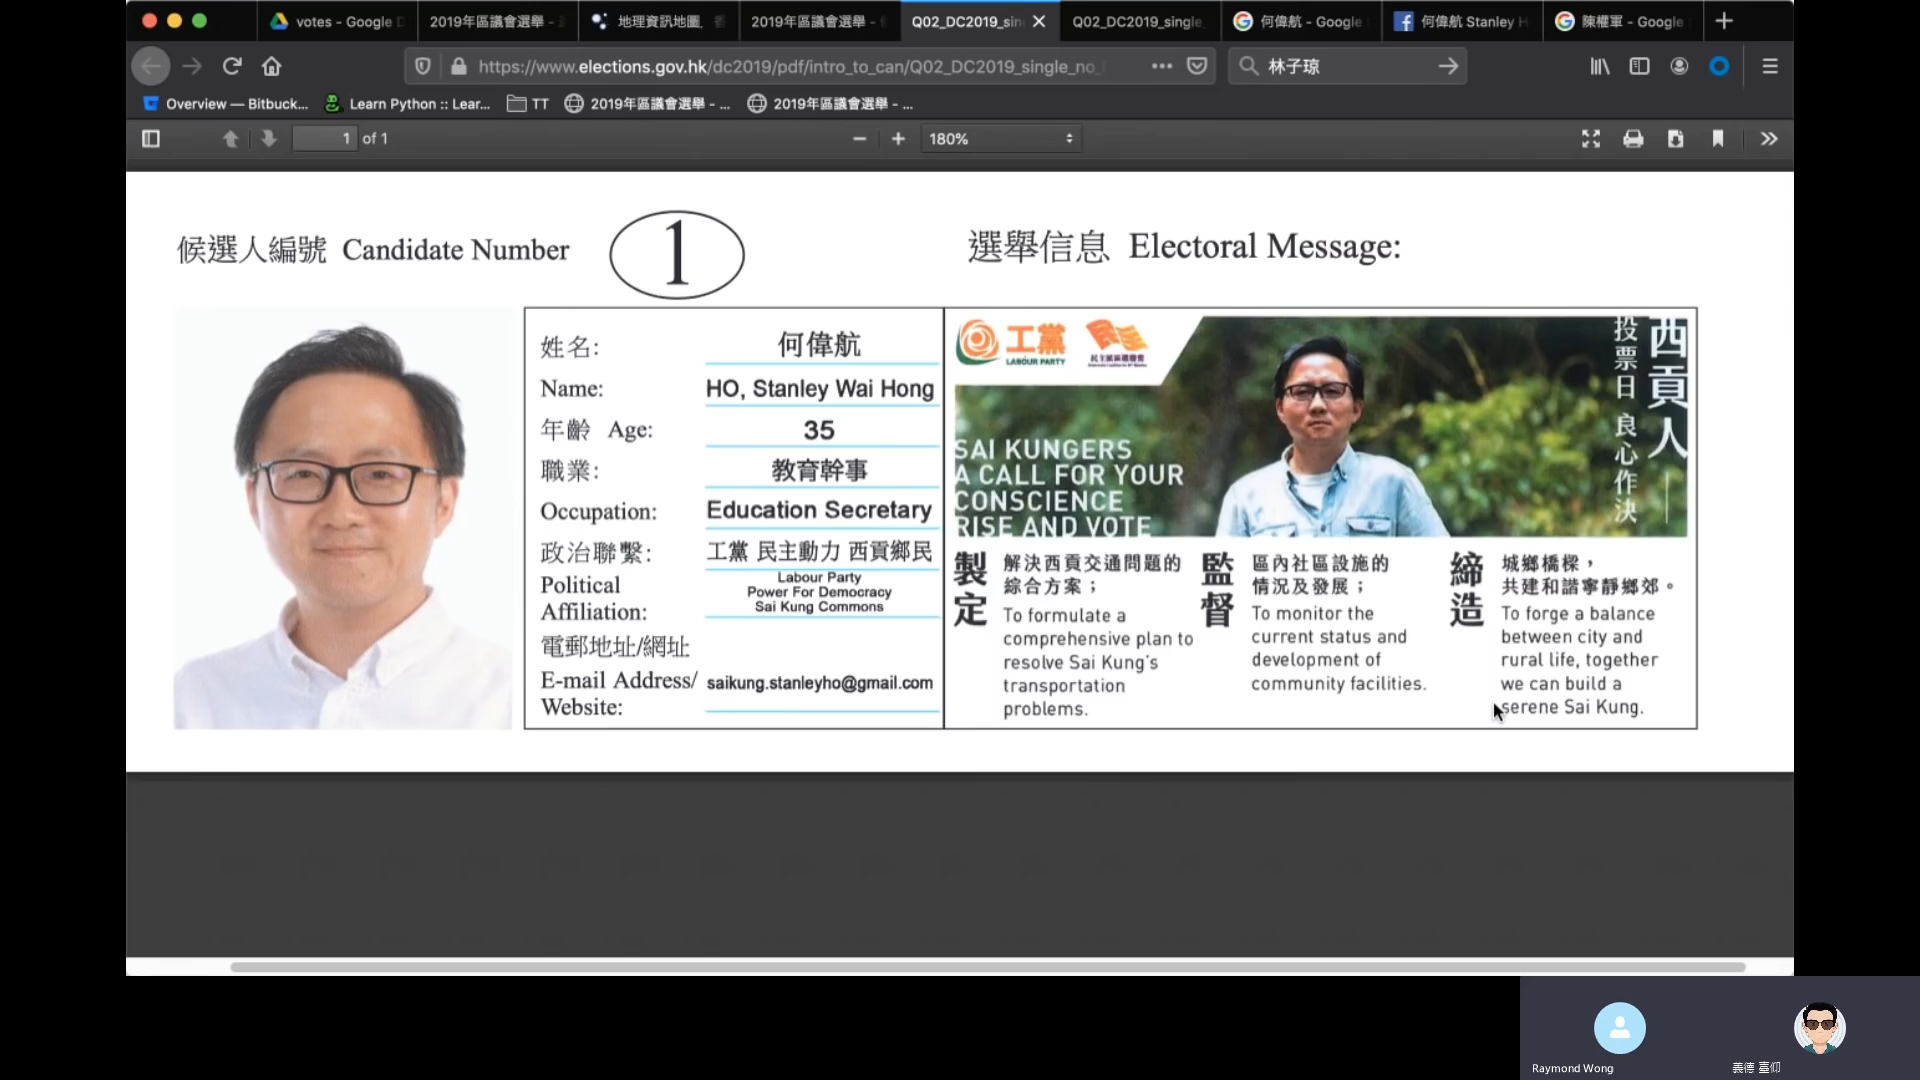 votes - Google
2019年區議會選舉 -
地理資訊地圖
2019年區議會選舉 -
Q02_DC2019_sin
Q02_DC2019_single
何偉航 - Google
何偉航 Stanley H
陳權軍 - Google
https://www.elections.gov.hk/dc2019/pdf/intro_to_can/Q02_DC2019_single_no_
林子琼
Overview — Bitbuck...
Learn Python :: Lear...
TT
2019年區議會選舉 - ...
2019年區議會選舉 - ...
1 of 1
180%
候選人編號 Candidate Number
1
選舉信息 Electoral Message:
姓名: 何偉航
Name: HO, Stanley Wai Hong
年齡 Age: 35
職業: 教育幹事
Occupation: Education Secretary
政治聯繫: 工黨 民主動力 西貢鄉民
Political
Affiliation:
Labour Party
Power For Democracy
Sai Kung Commons
電郵地址/網址
E-mail Address/
Website:
saikung.stanleyho@gmail.com
工黨
LABOUR PARTY
民主
SAI KUNGERS
A CALL FOR YOUR
CONSCIENCE
RISE AND VOTE
西貢人
投票日 良心作決
製定
解決西貢交通問題的
綜合方案；
To formulate a
comprehensive plan to
resolve Sai Kung's
transportation
problems.
監督
區內社區設施的
情況及發展；
To monitor the
current status and
development of
community facilities.
締造
城鄉橋樑，
共建和諧寧靜鄉郊。
To forge a balance
between city and
rural life, together
we can build a
serene Sai Kung.
Raymond Wong
義德 臺仰